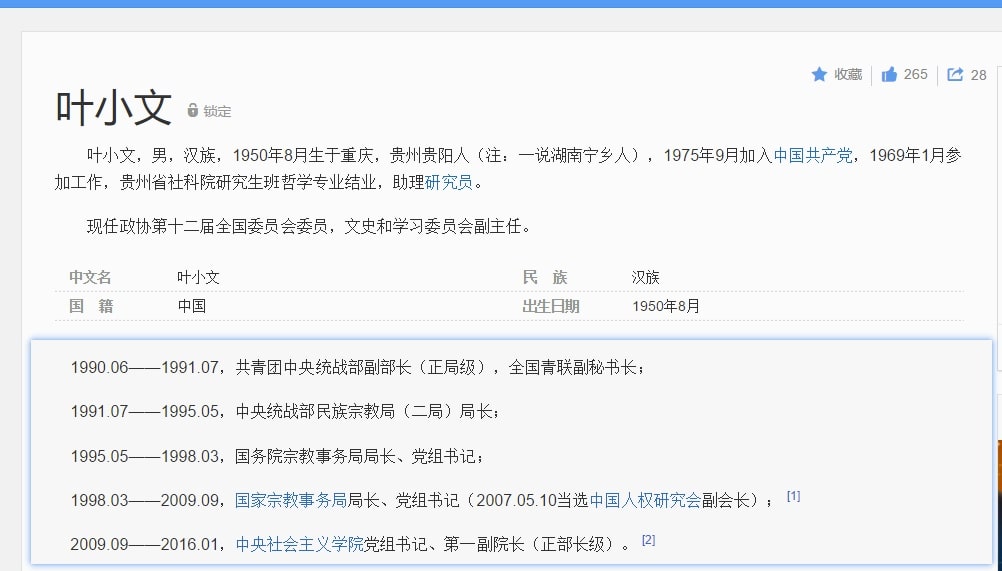 收藏 265 28
叶小文 锁定
叶小文，男，汉族，1950年8月生于重庆，贵州贵阳人（注：一说湖南宁乡人），1975年9月加入中国共产党，1969年1月参
加工作，贵州省社科院研究生班哲学专业结业，助理研究员。
现任政协第十二届全国委员会委员，文史和学习委员会副主任。
中文名 叶小文 民 族 汉族
国 籍 中国 出生日期 1950年8月
1990.06——1991.07，共青团中央统战部副部长（正局级），全国青联副秘书长；
1991.07——1995.05，中央统战部民族宗教局（二局）局长；
1995.05——1998.03，国务院宗教事务局局长、党组书记；
1998.03——2009.09，国家宗教事务局局长、党组书记（2007.05.10当选中国人权研究会副会长）； [1]
2009.09——2016.01，中央社会主义学院党组书记、第一副院长（正部长级）。 [2]